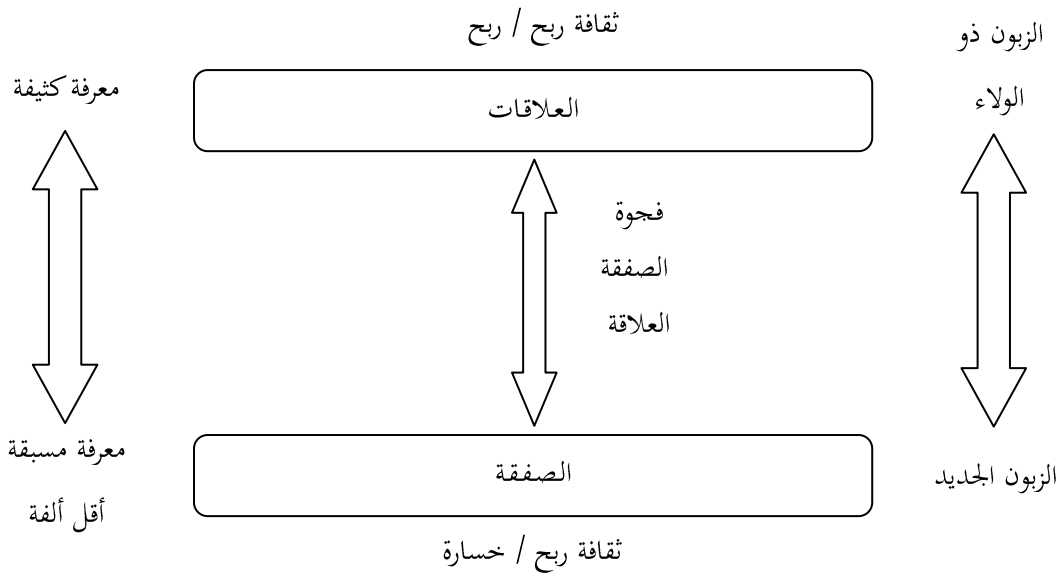 ثقافة ربح / ربح
الزبون ذو
الولاء
العلاقات
معرفة كثيفة
فجوة
الصفقة
العلاقة
الزبون الجديد
الصفقة
معرفة مسبقة
أقل ألفة
ثقافة ربح / خسارة